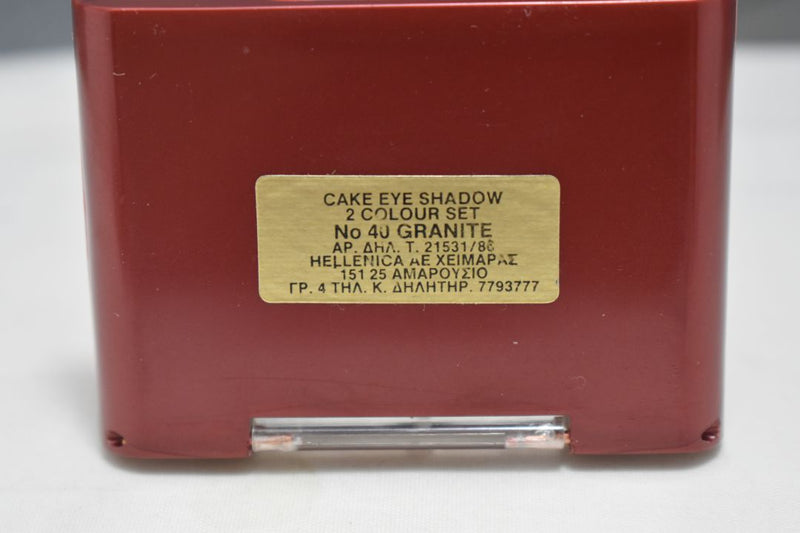 CAKE EYE SHADOW
2 COLOUR SET
No 40 GRANITE
ΑΡ. ΔΗΛ. Τ. 21531/86
HELLENICA AE ΧΕΙΜΑΡΑΣ
151 25 ΑΜΑΡΟΥΣΙΟ
ΓΡ. 4 ΤΗΛ. Κ. ΔΗΛΗΤΗΡ. 7793777